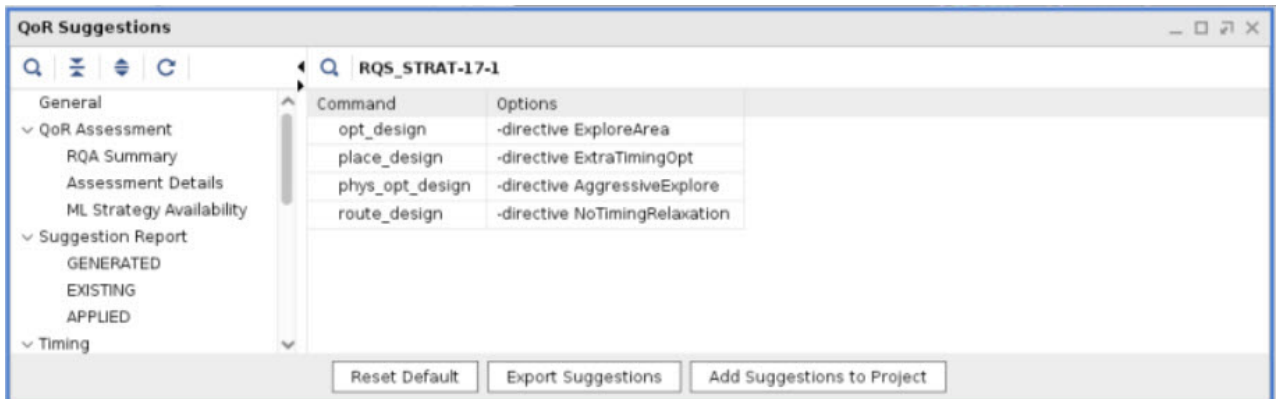 QoR Suggestions
RQS_STRAT-17-1
General
QoR Assessment
RQA Summary
Assessment Details
ML Strategy Availability
Suggestion Report
GENERATED
EXISTING
APPLIED
Timing
Command Options
opt_design -directive ExploreArea
place_design -directive ExtraTimingOpt
phys_opt_design -directive AggressiveExplore
route_design -directive NoTimingRelaxation
Reset Default Export Suggestions Add Suggestions to Project